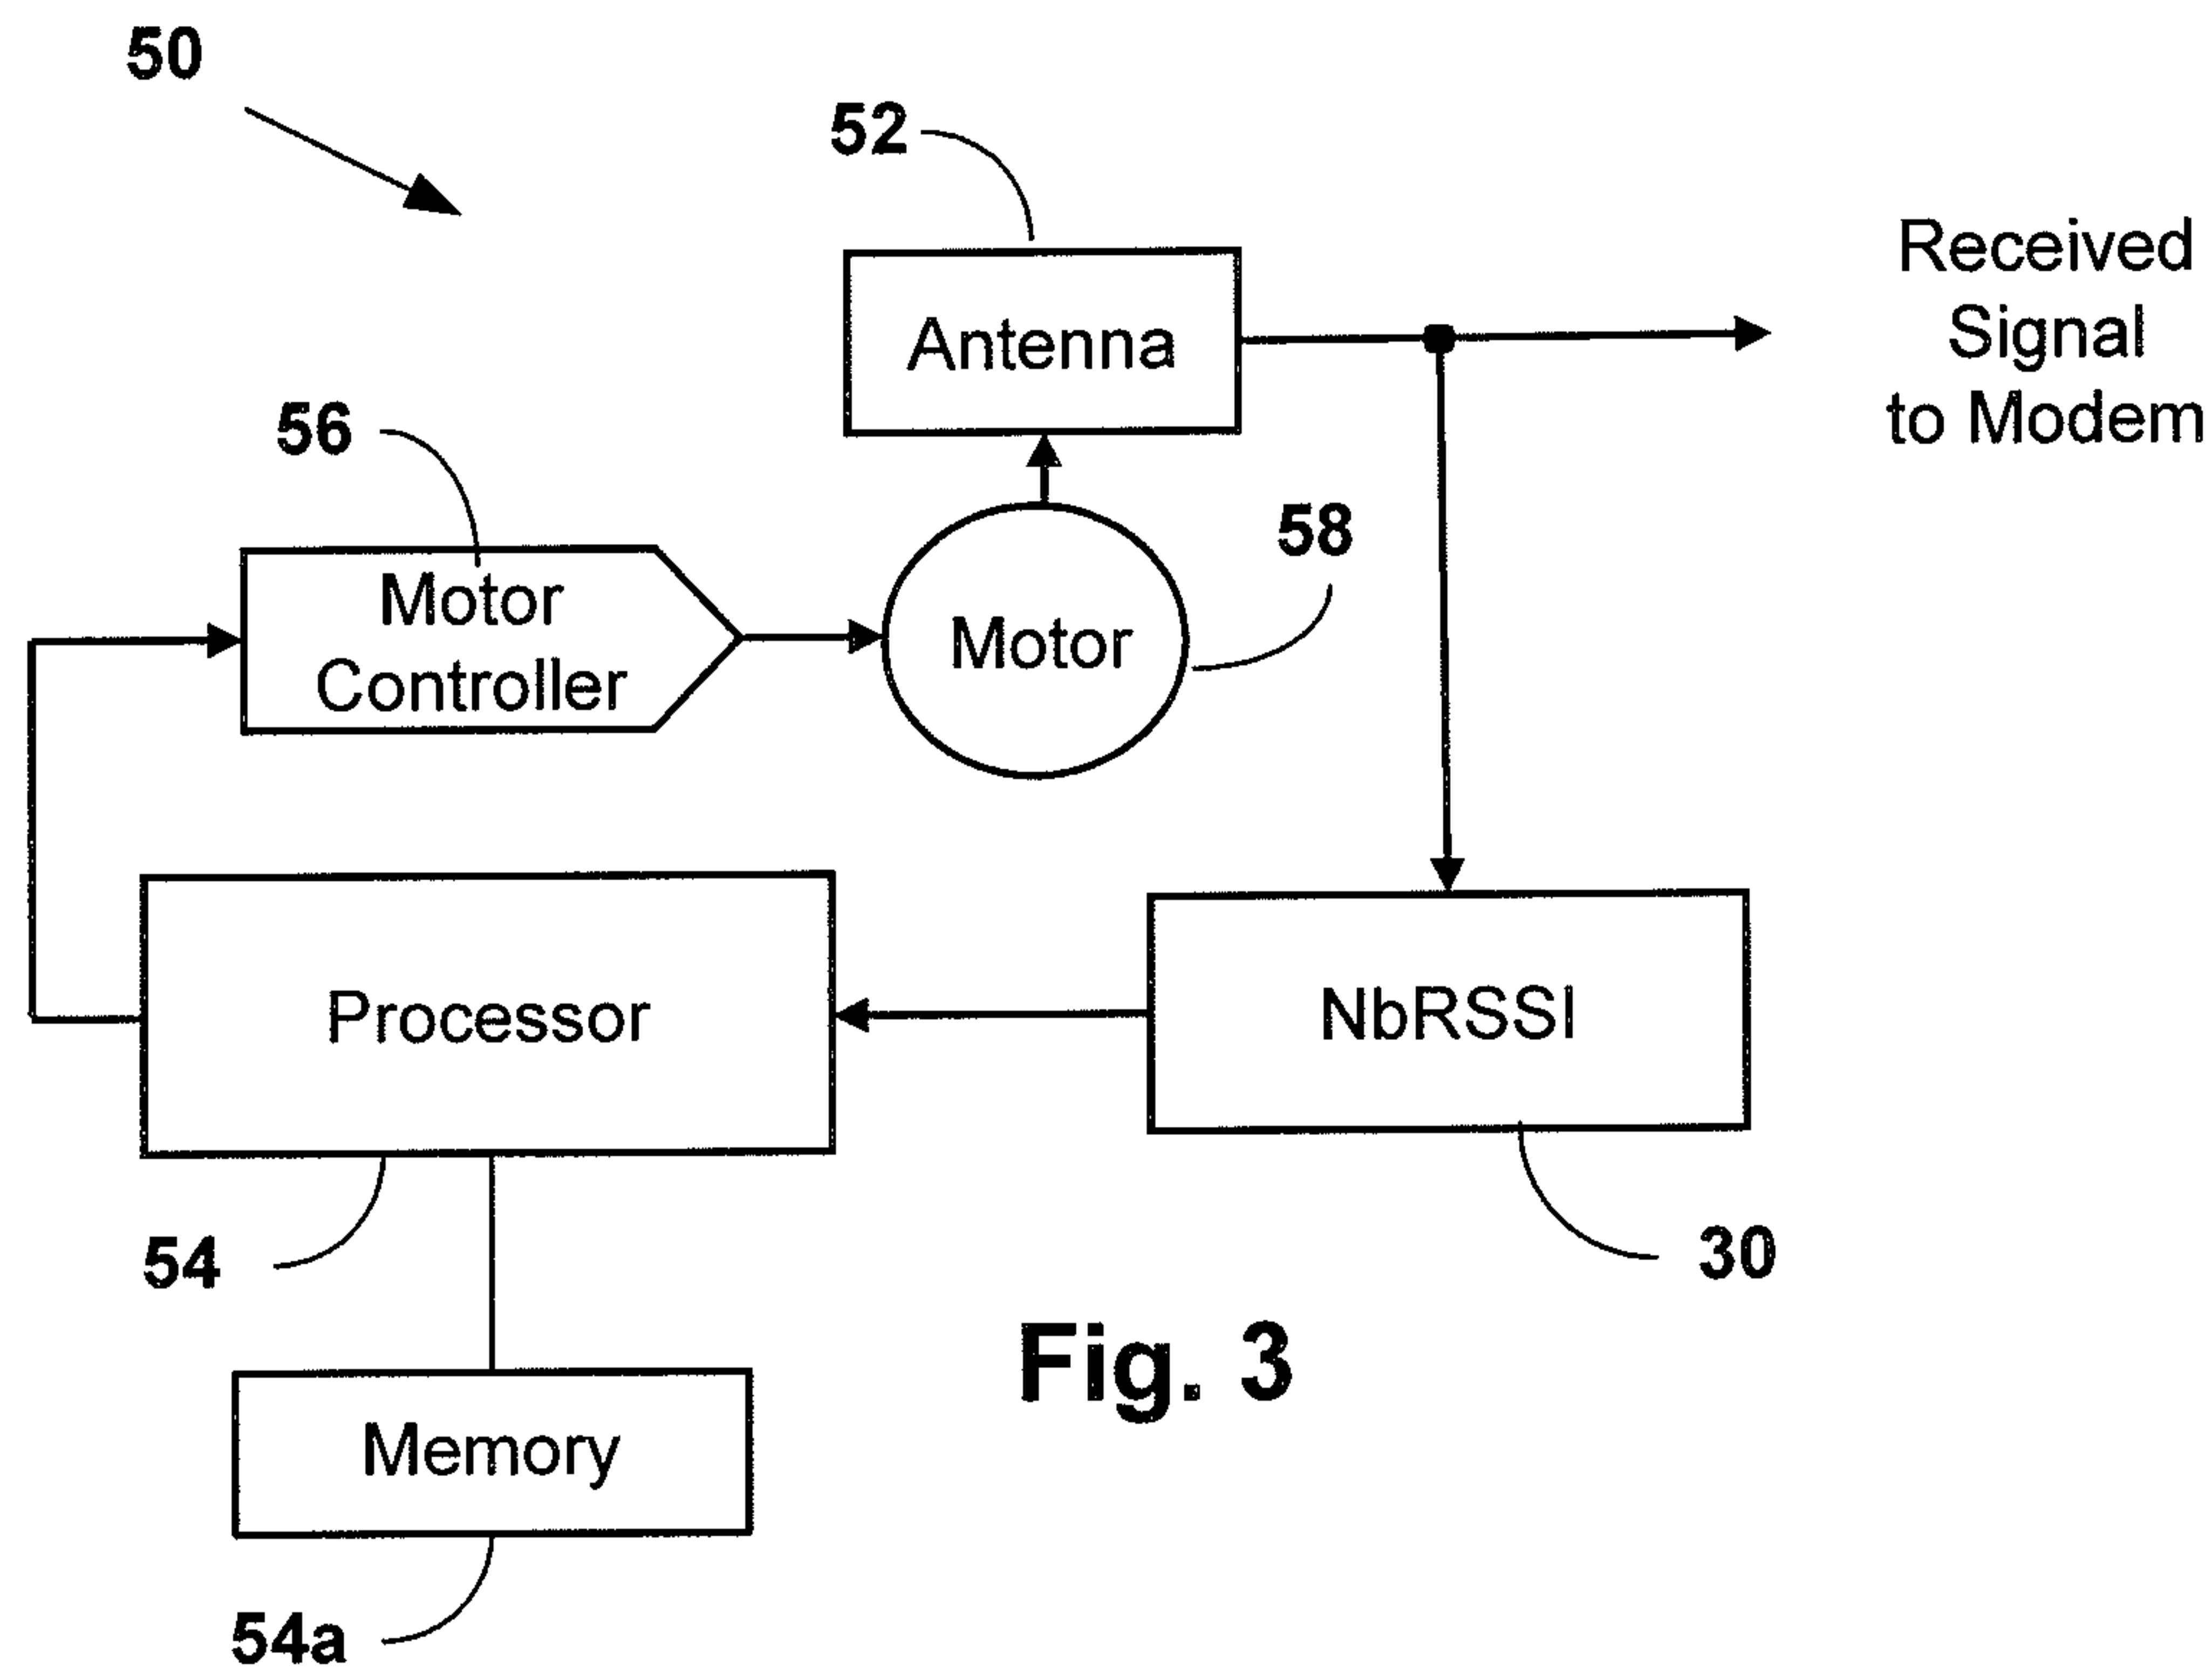 50
52
Received
Signal
to Modem
Antenna
56
58
Motor
Controller
Motor
Processor
NbRSSI
54
30
Fig. 3
Memory
54a